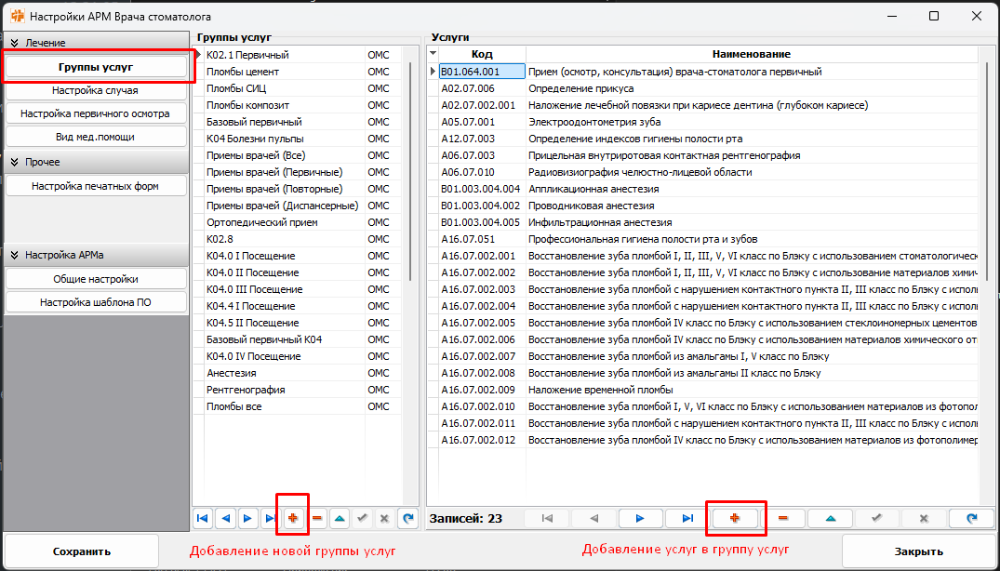 Настройки АРМ Врача стоматолога
Лечение
Группы услуг
Настройка случая
Настройка первичного осмотра
Вид мед.помощи
Прочее
Настройка печатных форм
Настройка АРМа
Общие настройки
Настройка шаблона ПО
Группы услуг
К02.1 Первичный ОМС
Пломбы цемент ОМС
Пломбы СИЦ ОМС
Пломбы композит ОМС
Базовый первичный ОМС
К04 Болезни пульпы ОМС
Приемы врачей (Все) ОМС
Приемы врачей (Первичные) ОМС
Приемы врачей (Повторные) ОМС
Приемы врачей (Диспансерные) ОМС
Ортопедический прием ОМС
К02.8 ОМС
К04.0 I Посещение ОМС
К04.0 II Посещение ОМС
К04.0 III Посещение ОМС
К04.4 I Посещение ОМС
К04.5 II Посещение ОМС
Базовый первичный К04 ОМС
К04.0 IV Посещение ОМС
Анестезия ОМС
Рентгенография ОМС
Пломбы все ОМС
Услуги
Код Наименование
B01.064.001 Прием (осмотр, консультация) врача-стоматолога первичный
A02.07.006 Определение прикуса
A02.07.002.001 Наложение лечебной повязки при кариесе дентина (глубоком кариесе)
A05.07.001 Электроодонтометрия зуба
A12.07.003 Определение индексов гигиены полости рта
A06.07.003 Прицельная внутриротовая контактная рентгенография
A06.07.010 Радиовизиография челюстно-лицевой области
B01.003.004.004 Аппликационная анестезия
B01.003.004.002 Проводниковая анестезия
B01.003.004.005 Инфильтрационная анестезия
A16.07.051 Профессиональная гигиена полости рта и зубов
A16.07.002.001 Восстановление зуба пломбой I, II, III, V, VI класс по Блэку с использованием стоматологическ
A16.07.002.002 Восстановление зуба пломбой I, II, III, V, VI класс по Блэку с использование материалов хими
A16.07.002.003 Восстановление зуба пломбой с нарушением контактного пункта II, III класс по Блэку с исполь
A16.07.002.004 Восстановление зуба пломбой с нарушением контактного пункта II, III класс по Блэку с исполь
A16.07.002.005 Восстановление зуба пломбой IV класс по Блэку с использованием стеклоиномерных цементов
A16.07.002.006 Восстановление зуба пломбой IV класс по Блэку с использованием материалов химического от
A16.07.002.007 Восстановление зуба пломбой из амальгамы I, V класс по Блэку
A16.07.002.008 Восстановление зуба пломбой из амальгамы II класс по Блэку
A16.07.002.009 Наложение временной пломбы
A16.07.002.010 Восстановление зуба пломбой I, V, VI класс по Блэку с использованием материалов из фотопол
A16.07.002.011 Восстановление зуба пломбой с нарушением контактного пункта II, III класс по Блэку с исполь
A16.07.002.012 Восстановление зуба пломбой IV класс по Блэку с использованием материалов из фотополимер
Записей: 23
Сохранить
Добавление новой группы услуг
Добавление услуг в группу услуг
Закрыть